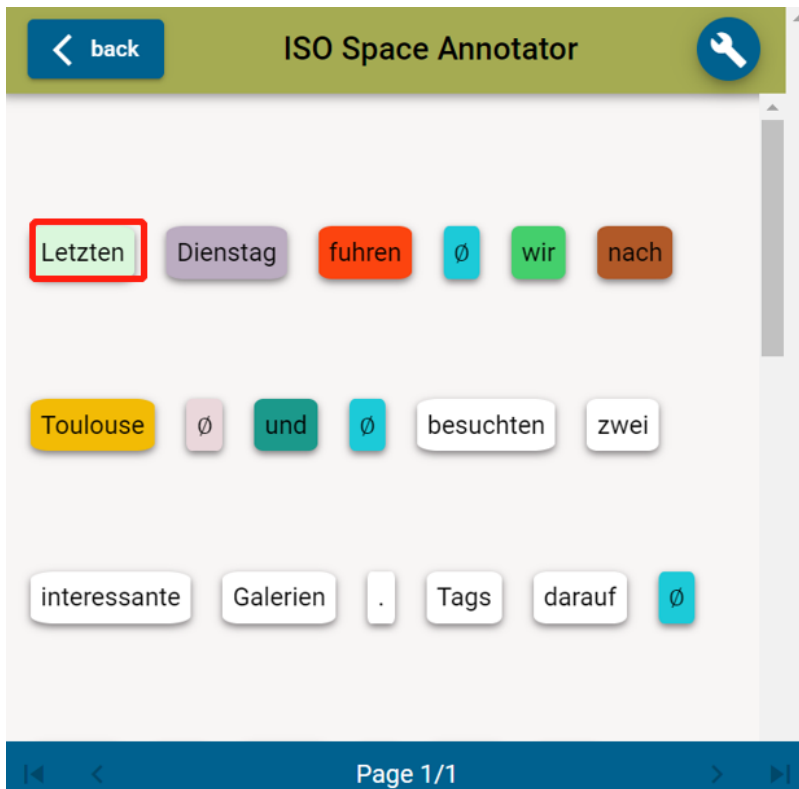 back ISO Space Annotator
Letzten Dienstag fuhren Ø wir nach
Toulouse Ø und Ø besuchten zwei
interessante Galerien . Tags darauf Ø
Page 1/1